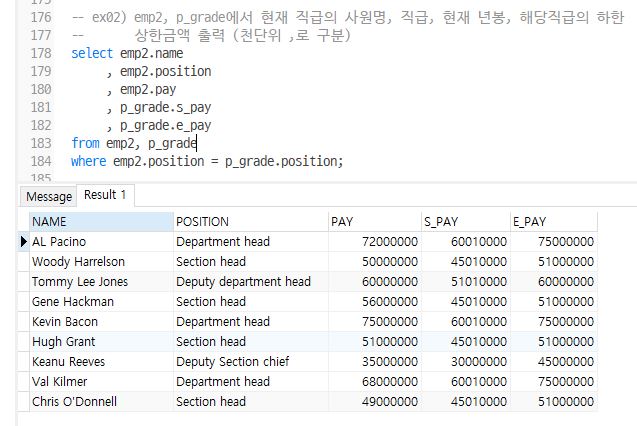 176 -- ex02) emp2, p_grade에서 현재 직급의 사원명, 직급, 현재 년봉, 해당직급의 하한
177 -- 상한금액 출력 (천단위 ,로 구분)
178 select emp2.name
179 , emp2.position
180 , emp2.pay
181 , p_grade.s_pay
182 , p_grade.e_pay
183 from emp2, p_grade
184 where emp2.position = p_grade.position;
Message Result 1
NAME POSITION PAY S_PAY E_PAY
AL Pacino Department head 72000000 60010000 75000000
Woody Harrelson Section head 50000000 45010000 51000000
Tommy Lee Jones Deputy department head 60000000 51010000 60000000
Gene Hackman Section head 56000000 45010000 51000000
Kevin Bacon Department head 75000000 60010000 75000000
Hugh Grant Section head 51000000 45010000 51000000
Keanu Reeves Deputy Section chief 35000000 30000000 45000000
Val Kilmer Department head 68000000 60010000 75000000
Chris O'Donnell Section head 49000000 45010000 51000000